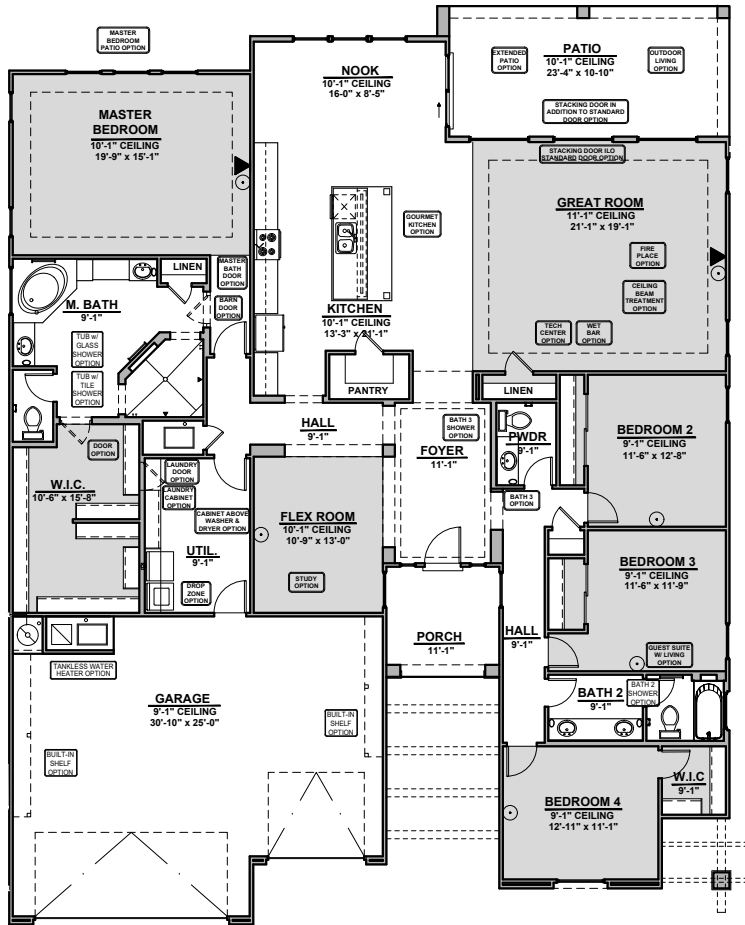 MASTER
BEDROOM
PATIO OPTION
NOOK
10'-1" CEILING
16-0" x 8'-5"
EXTENDED
PATIO
OPTION
PATIO
10'-1" CEILING
23'-4" x 10-10"
OUTDOOR
LIVING
OPTION
STACKING DOOR IN
ADDITION TO STANDARD
DOOR OPTION
MASTER
BEDROOM
10'-1" CEILING
19'-9" x 15'-1"
STACKING DOOR ILO
STANDARD DOOR OPTION
GREAT ROOM
11'-1" CEILING
21'-1" x 19'-1"
GOURMET
KITCHEN
OPTION
FIRE
PLACE
OPTION
CEILING
BEAM
TREATMENT
OPTION
TECH
CENTER
OPTION
WET
BAR
OPTION
LINEN
MASTER
BATH
DOOR
OPTION
BARN
DOOR
OPTION
M. BATH
9'-1"
TUB w/
GLASS
SHOWER
OPTION
TUB w/
TILE
SHOWER
OPTION
KITCHEN
10'-1" CEILING
13'-3" x 21'-1"
PANTRY
LINEN
HALL
9'-1"
BATH 3
SHOWER
OPTION
FOYER
11'-1"
PWDR
9'-1"
BEDROOM 2
9'-1" CEILING
11'-6" x 12'-8"
DOOR
OPTION
W.I.C.
10'-6" x 15'-8"
LAUNDRY
DOOR
OPTION
LAUNDRY
CABINET
OPTION
CABINET ABOVE
WASHER &
DRYER OPTION
FLEX ROOM
10'-1" CEILING
10'-9" x 13'-0"
BATH 3
OPTION
UTIL.
9'-1"
DROP
ZONE
OPTION
STUDY
OPTION
BEDROOM 3
9'-1" CEILING
11'-6" x 11'-9"
PORCH
11'-1"
HALL
9'-1"
GUEST SUITE
W/ LIVING
OPTION
TANKLESS WATER
HEATER OPTION
BATH 2
9'-1"
BATH 2
SHOWER
OPTION
GARAGE
9'-1" CEILING
30'-10" x 25'-0"
BUILT-IN
SHELF
OPTION
BUILT-IN
SHELF
OPTION
W.I.C
9'-1"
BEDROOM 4
9'-1" CEILING
12'-11" x 11'-1"